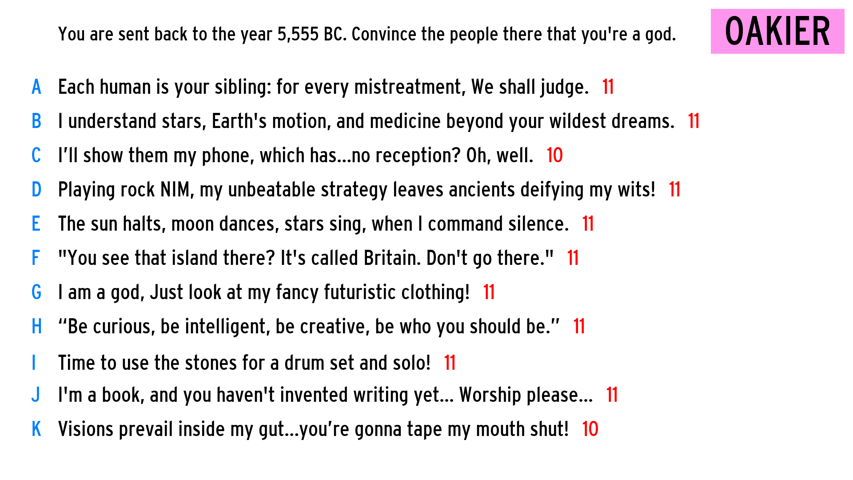 You are sent back to the year 5,555 BC. Convince the people there that you're a god.
OAKIER
A Each human is your sibling: for every mistreatment, We shall judge. 11
B I understand stars, Earth's motion, and medicine beyond your wildest dreams. 11
C I’ll show them my phone, which has...no reception? Oh, well. 10
D Playing rock NIM, my unbeatable strategy leaves ancients deifying my wits! 11
E The sun halts, moon dances, stars sing, when I command silence. 11
F "You see that island there? It's called Britain. Don't go there." 11
G I am a god, Just look at my fancy futuristic clothing! 11
H “Be curious, be intelligent, be creative, be who you should be.” 11
I Time to use the stones for a drum set and solo! 11
J I'm a book, and you haven't invented writing yet... Worship please... 11
K Visions prevail inside my gut...you’re gonna tape my mouth shut! 10